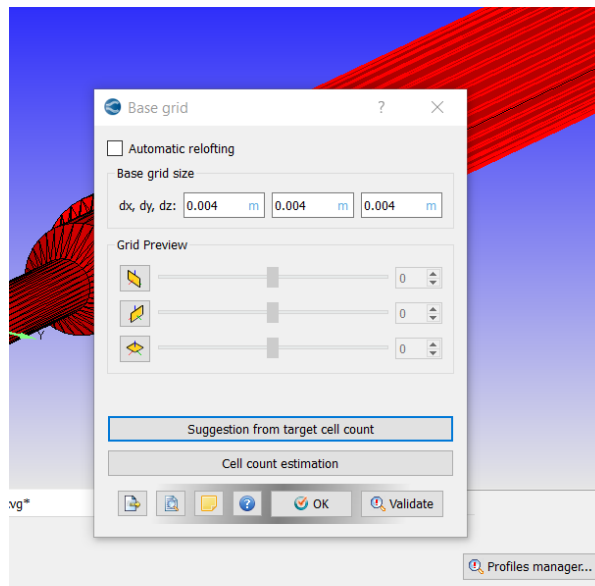 Base grid ?
Automatic relofting
Base grid size
dx, dy, dz: 0.004 m 0.004 m 0.004 m
Grid Preview
0
0
Y
0
Suggestion from target cell count
Cell count estimation
.vg*
OK Validate
Profiles manager...